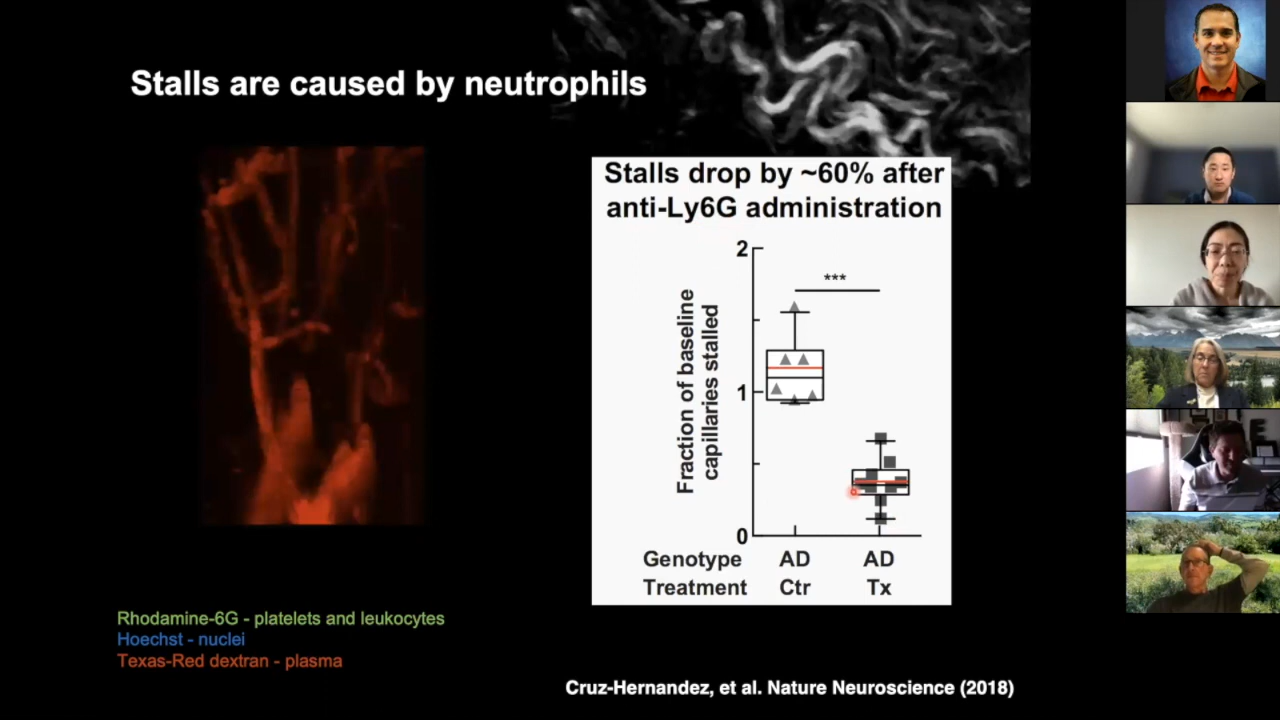 Stalls are caused by neutrophils
Stalls drop by ~60% after
anti-Ly6G administration
2
***
1
0
Fraction of baseline
capillaries stalled
Genotype AD AD
Treatment Ctr Tx
Rhodamine-6G - platelets and leukocytes
Hoechst - nuclei
Texas-Red dextran - plasma
Cruz-Hernandez, et al. Nature Neuroscience (2018)